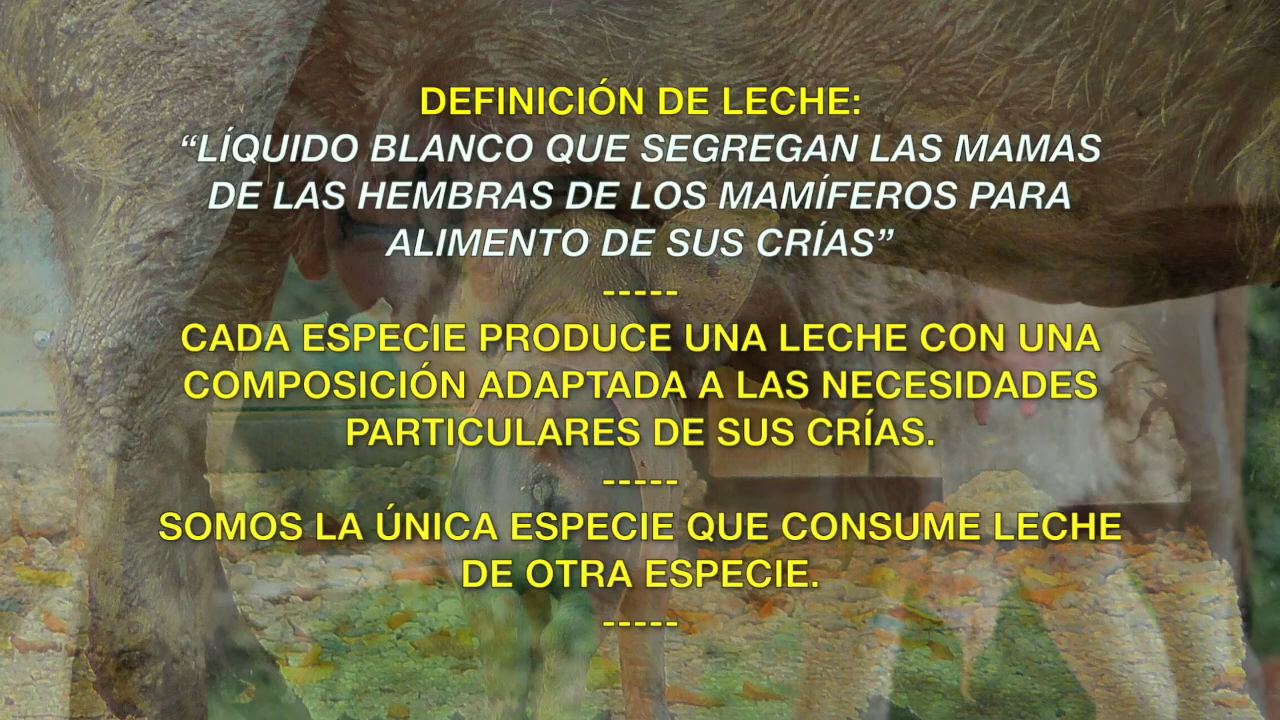 DEFINICIÓN DE LECHE:
“LÍQUIDO BLANCO QUE SEGREGAN LAS MAMAS
DE LAS HEMBRAS DE LOS MAMÍFEROS PARA
ALIMENTO DE SUS CRÍAS”
-----
CADA ESPECIE PRODUCE UNA LECHE CON UNA
COMPOSICIÓN ADAPTADA A LAS NECESIDADES
PARTICULARES DE SUS CRÍAS.
-----
SOMOS LA ÚNICA ESPECIE QUE CONSUME LECHE
DE OTRA ESPECIE.
-----